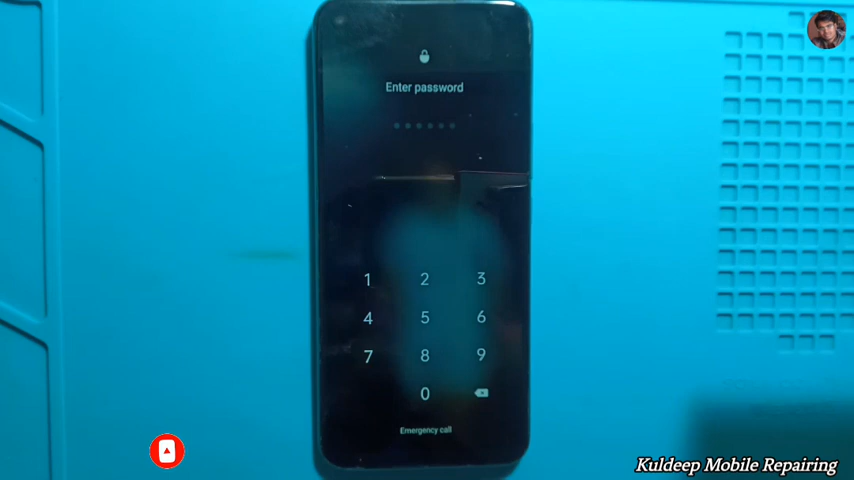 Enter password
1 2 3
4 5 6
7 8 9
0
Emergency call
Kuldeep Mobile Repairing